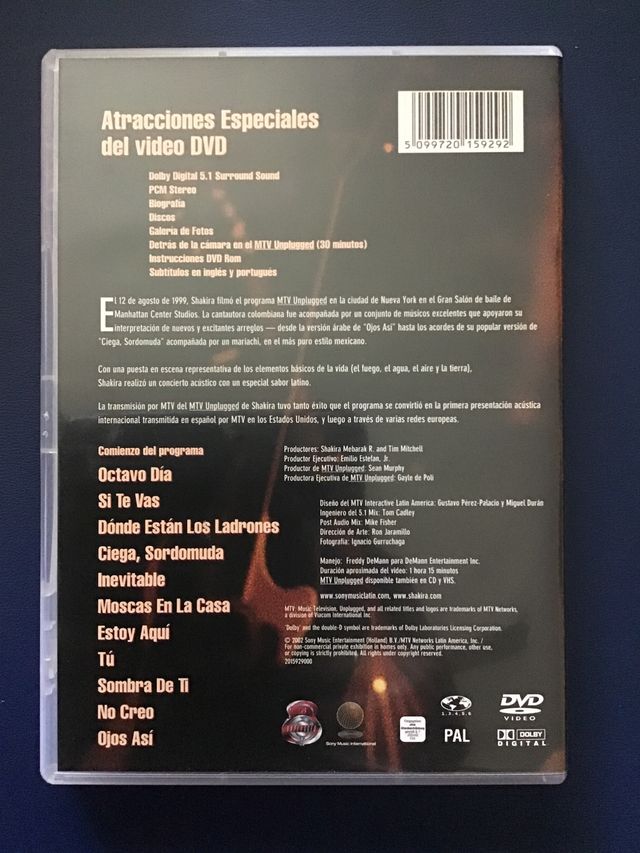 Atracciones Especiales
del video DVD
5 099720 159292
Dolby Digital 5.1 Surround Sound
PCM Stereo
Biografía
Discos
Galería de Fotos
Detrás de la cámara en el MTV Unplugged (30 minutos)
Instrucciones DVD Rom
Subtítulos en inglés y portugués
El 12 de agosto de 1999, Shakira filmó el programa MTV Unplugged en la ciudad de Nueva York en el Gran Salón de baile de
Manhattan Center Studios. La cantautora colombiana fue acompañada por un conjunto de músicos excelentes que apoyaron su
interpretación de nuevos y excitantes arreglos — desde la versión árabe de "Ojos Así" hasta los acordes de su popular versión de
"Ciega, Sordomuda" acompañada por un mariachi, en el más puro estilo mexicano.
Con una puesta en escena representativa de los elementos básicos de la vida (el fuego, el agua, el aire y la tierra),
Shakira realizó un concierto acústico con un especial sabor latino.
La transmisión por MTV del MTV Unplugged de Shakira tuvo tanto éxito que el programa se convirtió en la primera presentación acústica
internacional transmitida en español por MTV en los Estados Unidos, y luego a través de varias redes europeas.
Comienzo del programa
Octavo Día
Si Te Vas
Dónde Están Los Ladrones
Ciega, Sordomuda
Inevitable
Moscas En La Casa
Estoy Aquí
Tú
Sombra De Ti
No Creo
Ojos Así
Productores: Shakira Mebarak R. and Tim Mitchell
Productor Ejecutivo: Emilio Estefan, Jr.
Productor de MTV Unplugged: Sean Murphy
Productora Ejecutiva de MTV Unplugged: Gayle de Poli
Diseño del MTV Interactive Latin America: Gustavo Pérez-Palacio y Miguel Durán
Ingeniero del 5.1 Mix: Tom Cadley
Post Audio Mix: Mike Fisher
Dirección de Arte: Ron Jaramillo
Fotografía: Ignacio Gurruchaga
Manejo: Freddy DeMann para DeMann Entertainment Inc.
Duración aproximada del video: 1 hora 15 minutos
MTV Unplugged disponible también en CD y VHS.
www.sonymusiclatin.com, www.shakira.com
MTV: Music Television, Unplugged, and all related titles and logos are trademarks of MTV Networks,
a division of Viacom International Inc.
'Dolby' and the double-D symbol are trademarks of Dolby Laboratories Licensing Corporation.
© 2002 Sony Music Entertainment (Holland) B.V./MTV Networks Latin America, Inc. /
For non-commercial private exhibition in homes only. Any public performance, other use,
or copying is strictly prohibited. All rights under copyright reserved.
2015929000
Sony Music International
1,3,4,5,6
PAL
DVD
VIDEO
DOLBY
DIGITAL